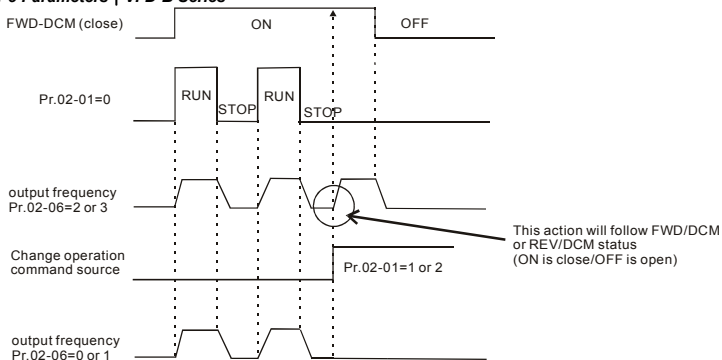 Parameters | VFD-B Series
FWD-DCM (close)
ON
OFF
Pr.02-01=0
RUN
STOP
RUN
STOP
output frequency
Pr.02-06=2 or 3
This action will follow FWD/DCM
or REV/DCM status
(ON is close/OFF is open)
Change operation
command source
Pr.02-01=1 or 2
output frequency
Pr.02-06=0 or 1